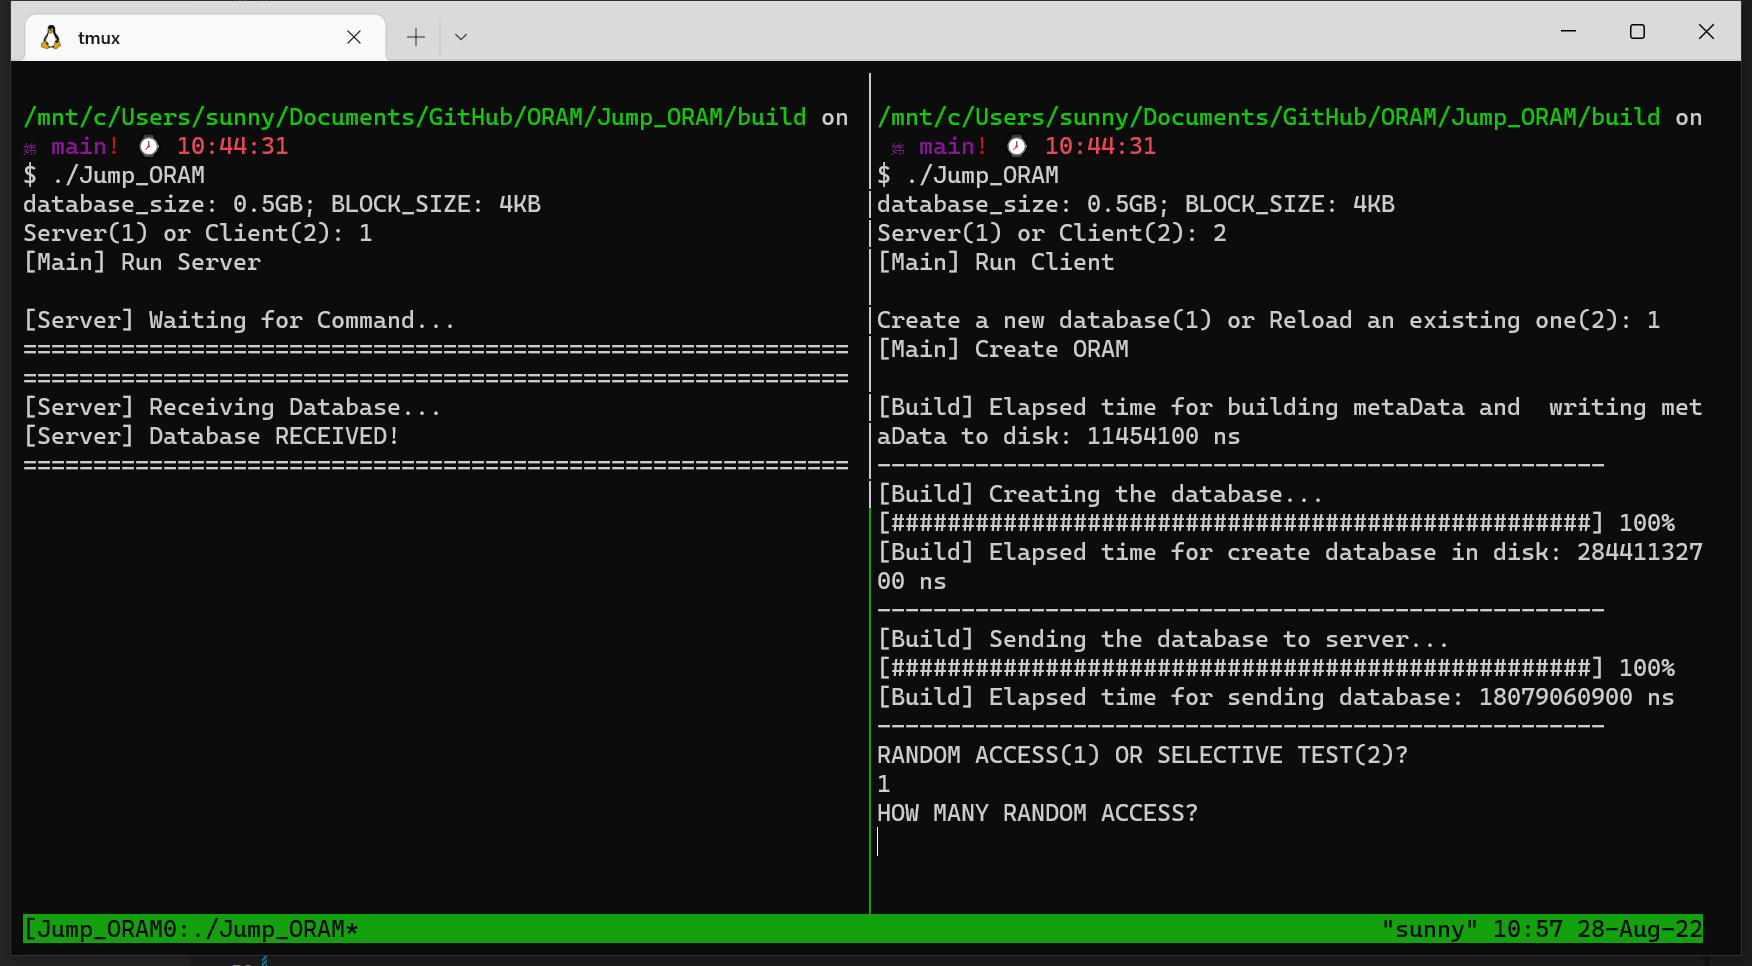 tmux
/mnt/c/Users/sunny/Documents/GitHub/ORAM/Jump_ORAM/build on
main! 10:44:31
$ ./Jump_ORAM
database_size: 0.5GB; BLOCK_SIZE: 4KB
Server(1) or Client(2): 1
[Main] Run Server
[Server] Waiting for Command...
===========================================================
===========================================================
[Server] Receiving Database...
[Server] Database RECEIVED!
===========================================================
/mnt/c/Users/sunny/Documents/GitHub/ORAM/Jump_ORAM/build on
main! 10:44:31
$ ./Jump_ORAM
database_size: 0.5GB; BLOCK_SIZE: 4KB
Server(1) or Client(2): 2
[Main] Run Client
Create a new database(1) or Reload an existing one(2): 1
[Main] Create ORAM
[Build] Elapsed time for building metaData and  writing met
aData to disk: 11454100 ns
----------------------------------------------------
[Build] Creating the database...
[##################################################] 100%
[Build] Elapsed time for create database in disk: 284411327
00 ns
----------------------------------------------------
[Build] Sending the database to server...
[##################################################] 100%
[Build] Elapsed time for sending database: 18079060900 ns
----------------------------------------------------
RANDOM ACCESS(1) OR SELECTIVE TEST(2)?
1
HOW MANY RANDOM ACCESS?
[Jump_ORAM0:./Jump_ORAM* "sunny" 10:57 28-Aug-22